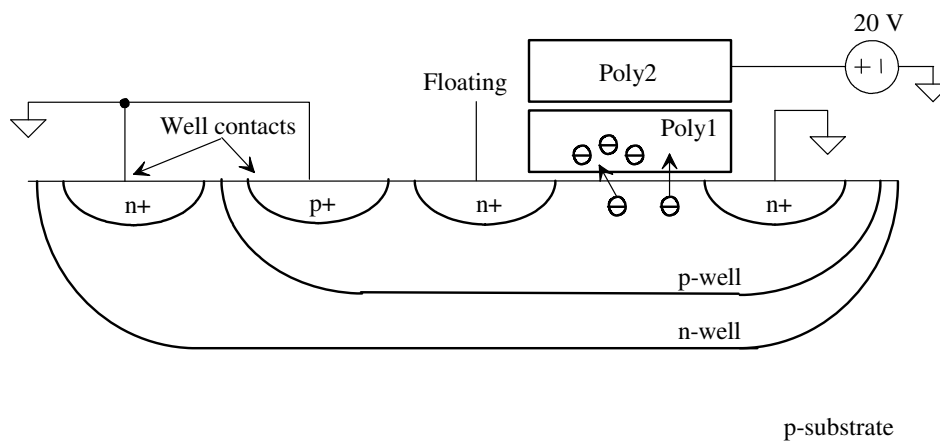 20 V
Poly2
+ -
Floating
Poly1
Well contacts
n+
p+
n+
n+
p-well
n-well
p-substrate